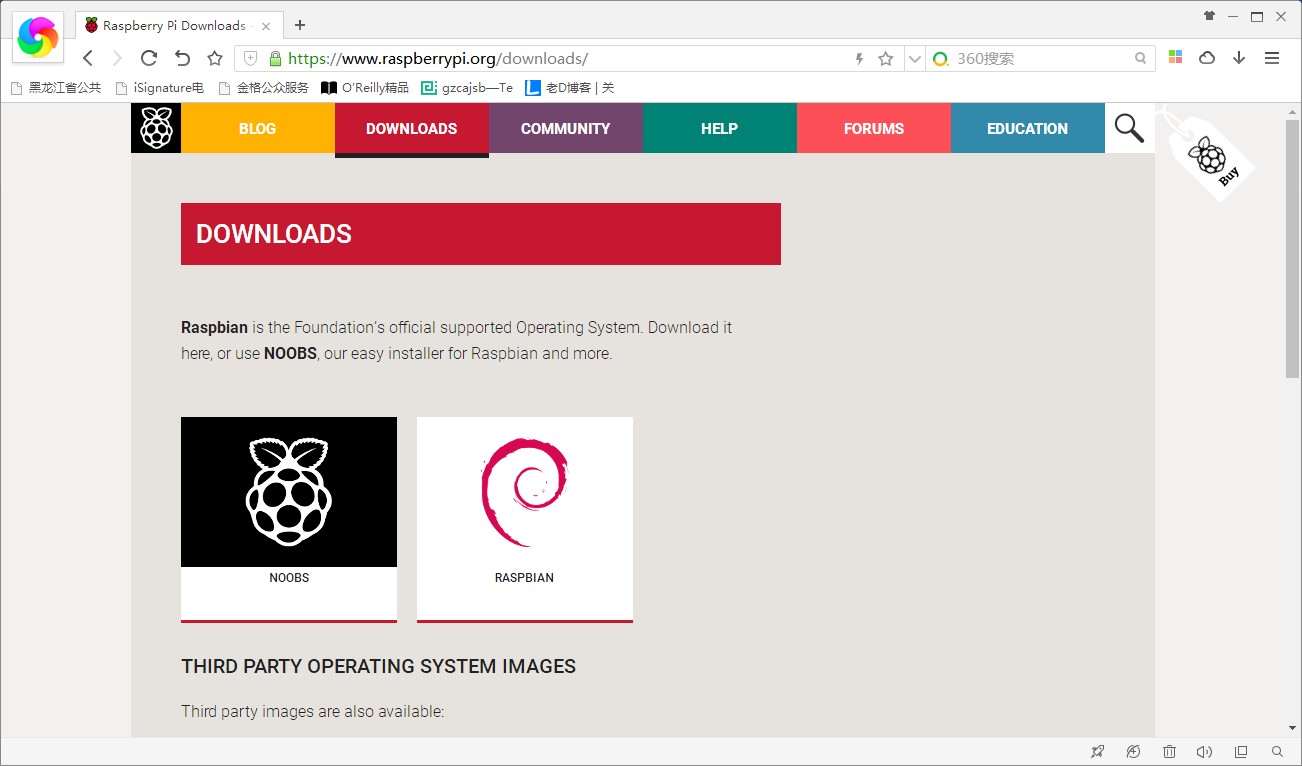 Raspberry Pi Downloads
https://www.raspberrypi.org/downloads/
360搜索
黑龙江省公共
iSignature电
金格公众服务
O'Reilly精品
gzcajsb—Te
老D博客 | 关
BLOG
DOWNLOADS
COMMUNITY
HELP
FORUMS
EDUCATION
Buy
DOWNLOADS
Raspbian is the Foundation's official supported Operating System. Download it
here, or use NOOBS, our easy installer for Raspbian and more.
NOOBS
RASPBIAN
THIRD PARTY OPERATING SYSTEM IMAGES
Third party images are also available: